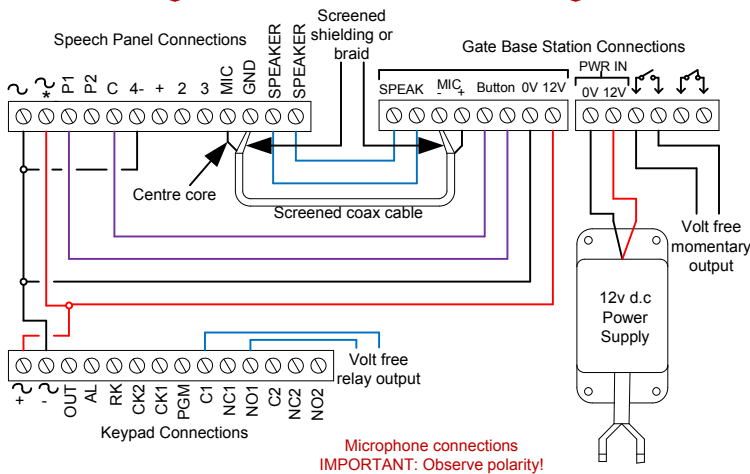 Speech Panel Connections
Screened
shielding or
braid
Gate Base Station Connections
PWR IN
* P1 P2 C 4- + 2 3 MIC GND SPEAKER SPEAKER
SPEAK MIC - + Button 0V 12V
0V 12V
Centre core
Screened coax cable
Volt free
momentary
output
12v d.c
Power
Supply
Volt free
relay output
+ - OUT AL RK CK2 CK1 PGM C1 NC1 NO1 C2 NC2 NO2
Keypad Connections
Microphone connections
IMPORTANT: Observe polarity!